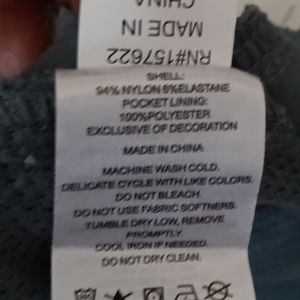 RN#157622
MADE IN
CHINA
SHELL:
94% NYLON 6%ELASTANE
POCKET LINING:
100%POLYESTER
EXCLUSIVE OF DECORATION
MADE IN CHINA
MACHINE WASH COLD.
DELICATE CYCLE WITH LIKE COLORS.
DO NOT BLEACH.
DO NOT USE FABRIC SOFTNERS.
TUMBLE DRY LOW, REMOVE
PROMPTLY.
COOL IRON IF NEEDED.
DO NOT DRY CLEAN.